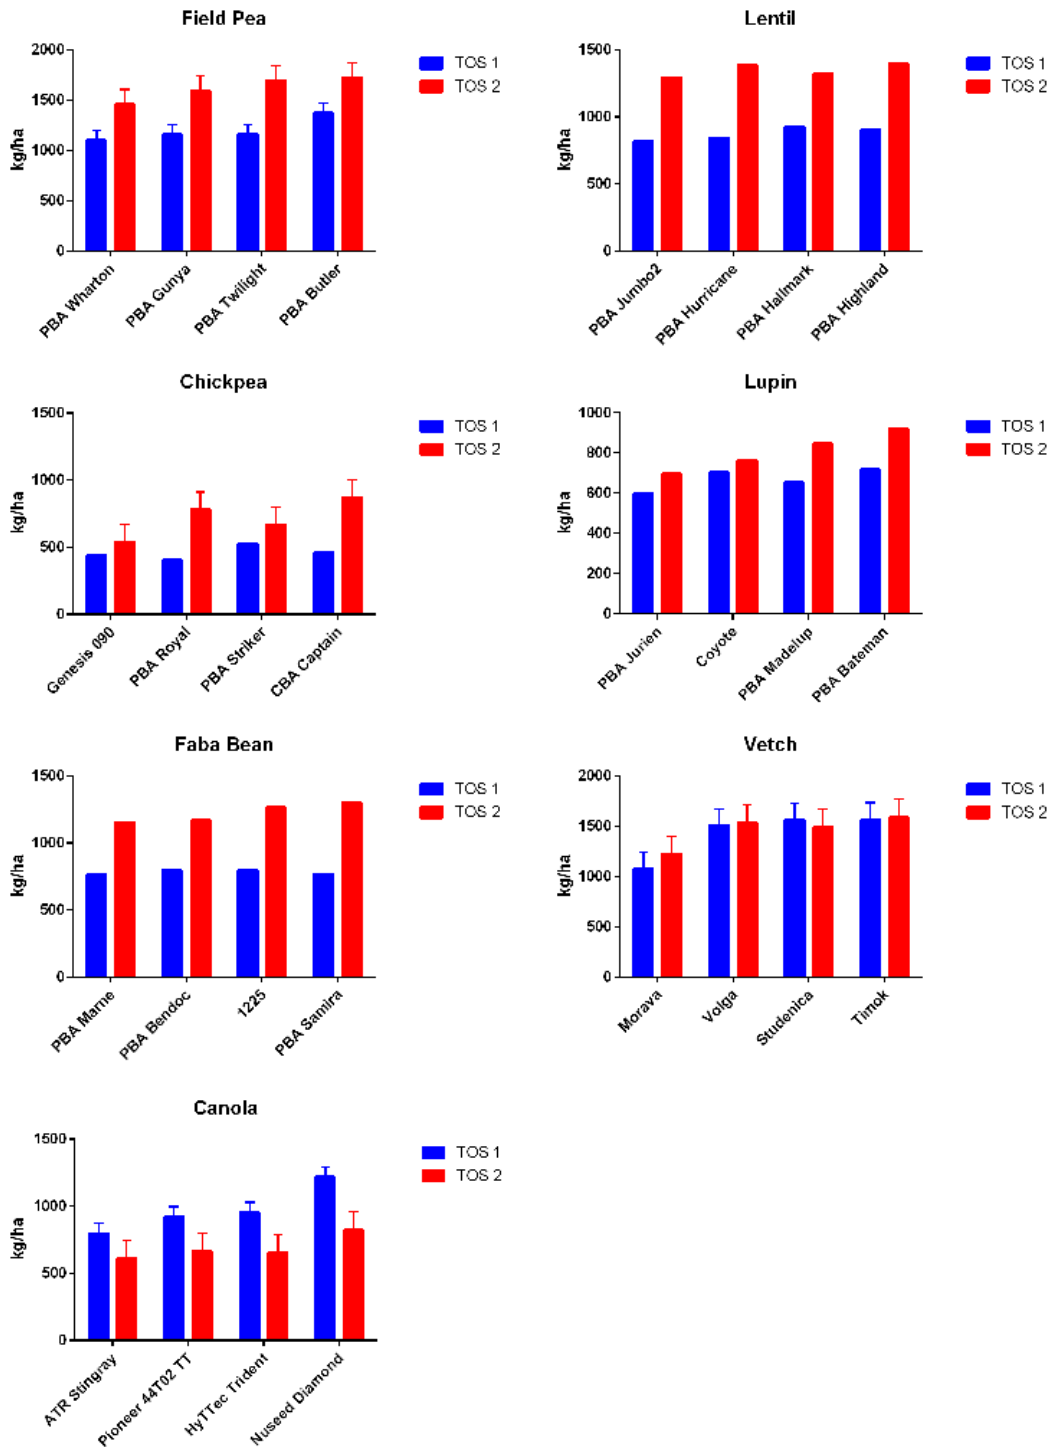 Field Pea
2000
1500
1000
500
0
kg/ha
TOS 1
TOS 2
PBA Wharton
PBA Gunya
PBA Twilight
PBA Butler
Lentil
1500
1000
500
0
kg/ha
TOS 1
TOS 2
PBA Jumbo2
PBA Hurricane
PBA Hallmark
PBA Highland
Chickpea
1500
1000
500
0
kg/ha
TOS 1
TOS 2
Genesis 090
PBA Royal
PBA Striker
CBA Captain
Lupin
1000
800
600
400
200
0
kg/ha
TOS 1
TOS 2
PBA Jurien
Coyote
PBA Madelup
PBA Bateman
Faba Bean
1500
1000
500
0
kg/ha
TOS 1
TOS 2
PBA Marne
PBA Bendoc
1225
PBA Samira
Vetch
2000
1500
1000
500
0
kg/ha
TOS 1
TOS 2
Morava
Volga
Studenica
Timok
Canola
1500
1000
500
0
kg/ha
TOS 1
TOS 2
ATR Stingray
Pioneer 44T02 TT
HyTTec Trident
Nuseed Diamond